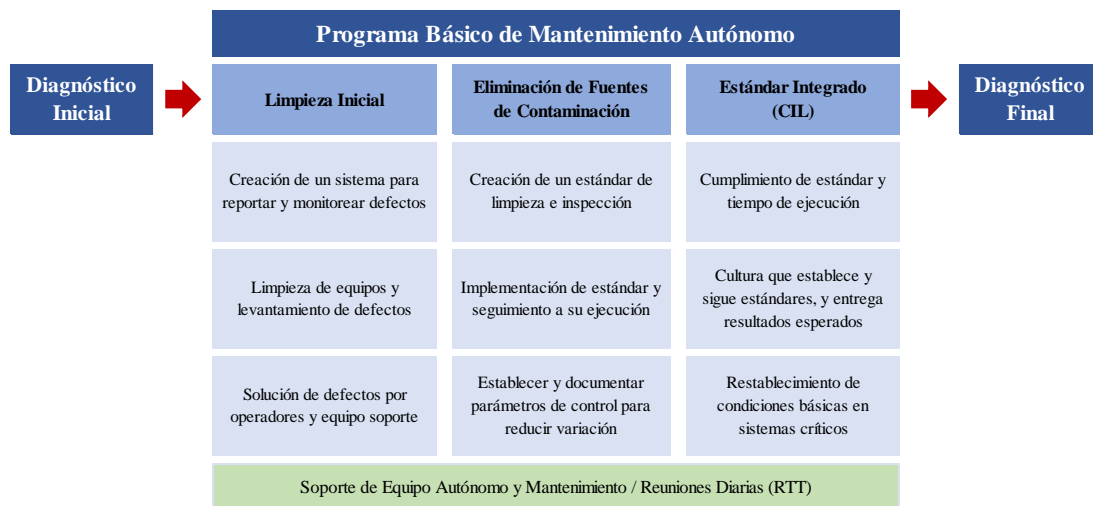 Programa Básico de Mantenimiento Autónomo
Diagnóstico
Inicial
Limpieza Inicial
Eliminación de Fuentes
de Contaminación
Estándar Integrado
(CIL)
Diagnóstico
Final
Creación de un sistema para
reportar y monitorear defectos
Creación de un estándar de
limpieza e inspección
Cumplimiento de estándar y
tiempo de ejecución
Limpieza de equipos y
levantamiento de defectos
Implementación de estándar y
seguimiento a su ejecución
Cultura que establece y
sigue estándares, y entrega
resultados esperados
Solución de defectos por
operadores y equipo soporte
Establecer y documentar
parámetros de control para
reducir variación
Restablecimiento de
condiciones básicas en
sistemas críticos
Soporte de Equipo Autónomo y Mantenimiento / Reuniones Diarias (RTT)